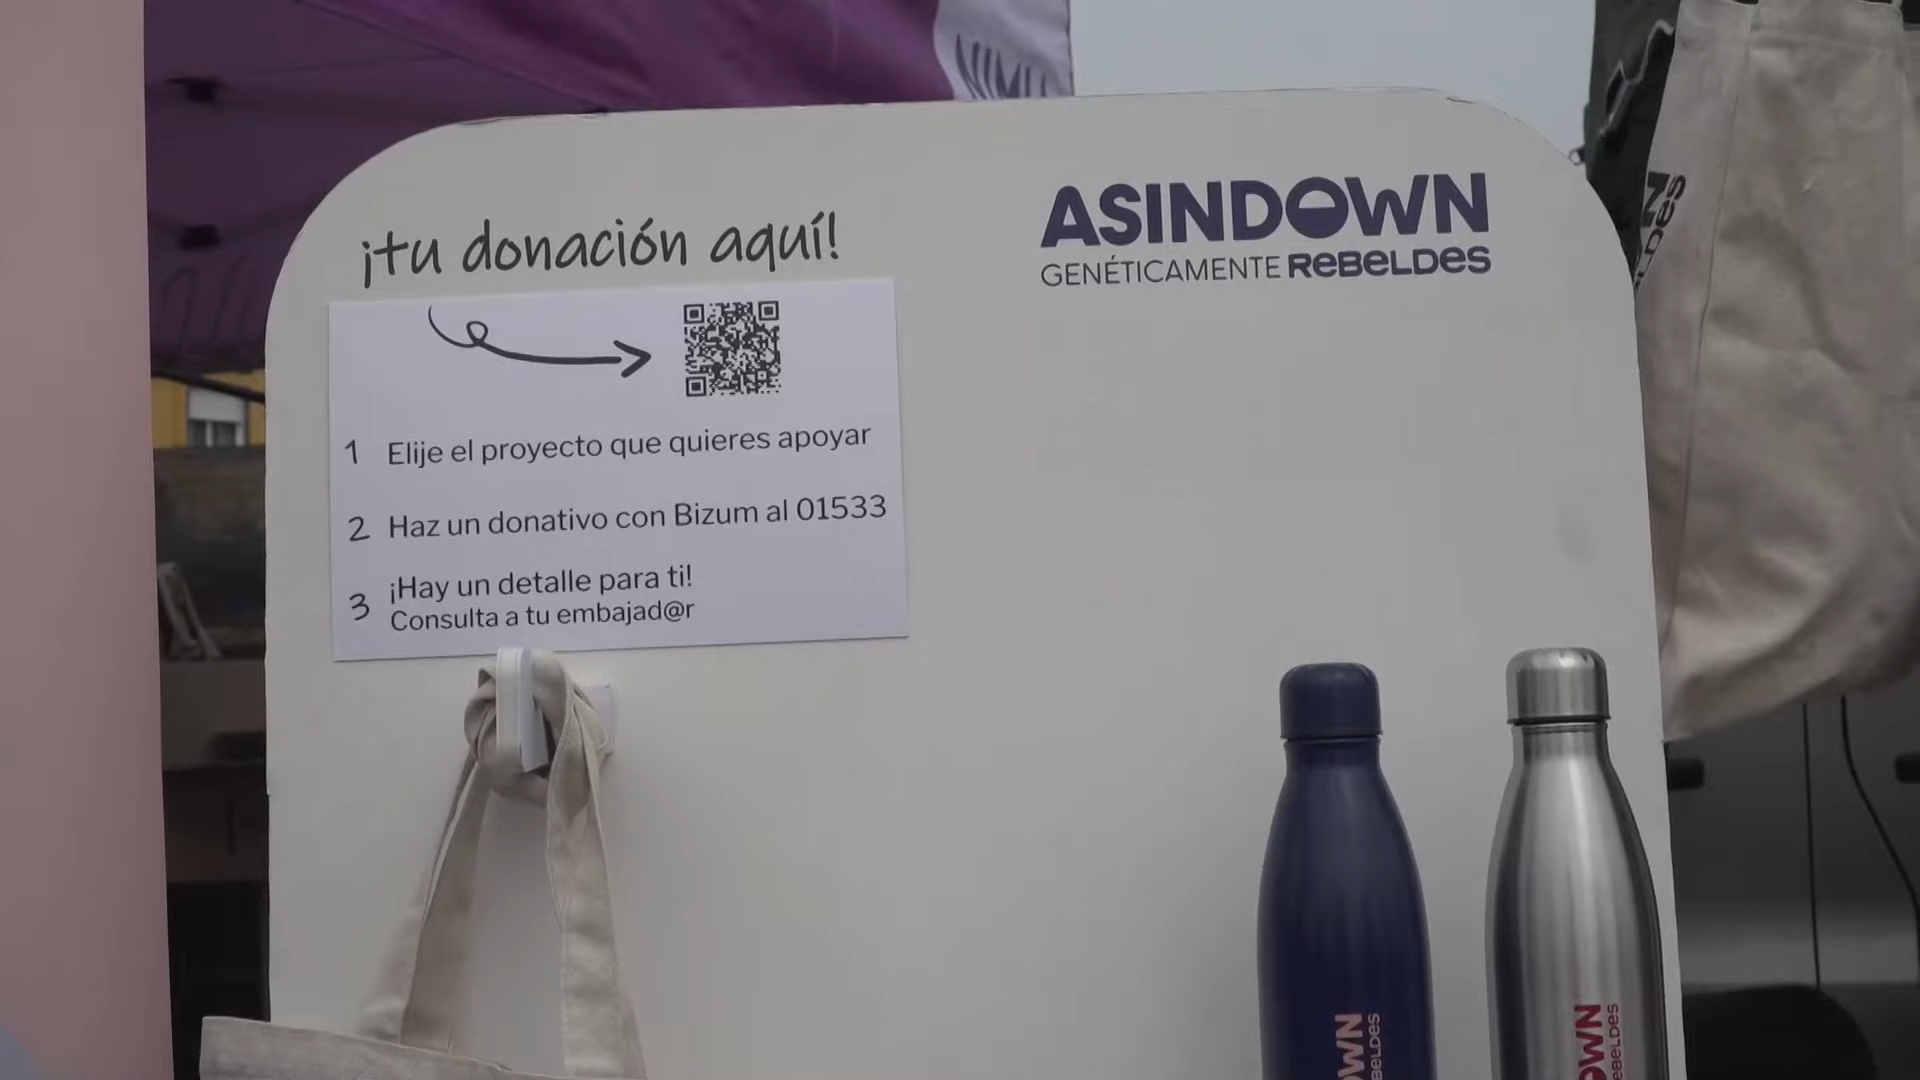 ¡tu donación aquí!
ASINDOWN
GENÉTICAMENTE REBELDES
1 Elije el proyecto que quieres apoyar
2 Haz un donativo con Bizum al 01533
3 ¡Hay un detalle para ti!
Consulta a tu embajad@r